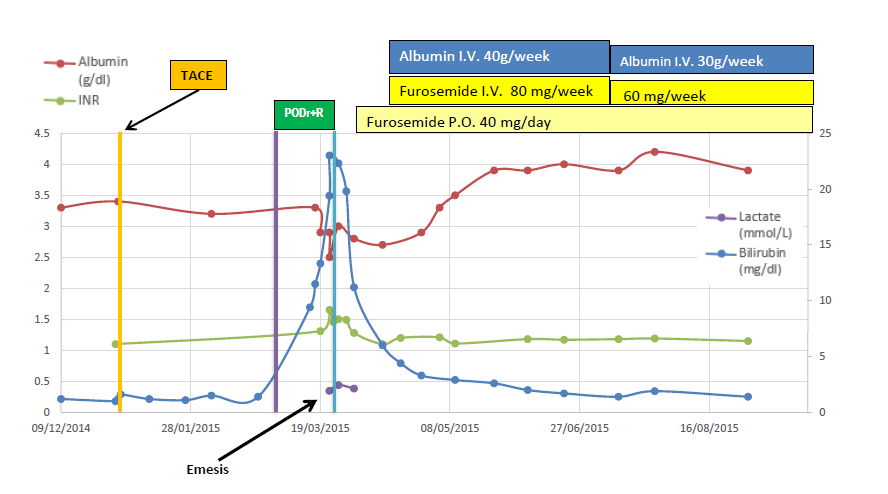 Albumin I.V. 40g/week
Albumin I.V. 30g/week
Albumin
(g/dl)
INR
TACE
Furosemide I.V. 80 mg/week
60 mg/week
PODr+R
Furosemide P.O. 40 mg/day
4.5
4
3.5
3
2.5
2
1.5
1
0.5
0
25
20
15
10
5
0
Lactate
(mmol/L)
Bilirubin
(mg/dl)
09/12/2014
28/01/2015
19/03/2015
08/05/2015
27/06/2015
16/08/2015
Emesis